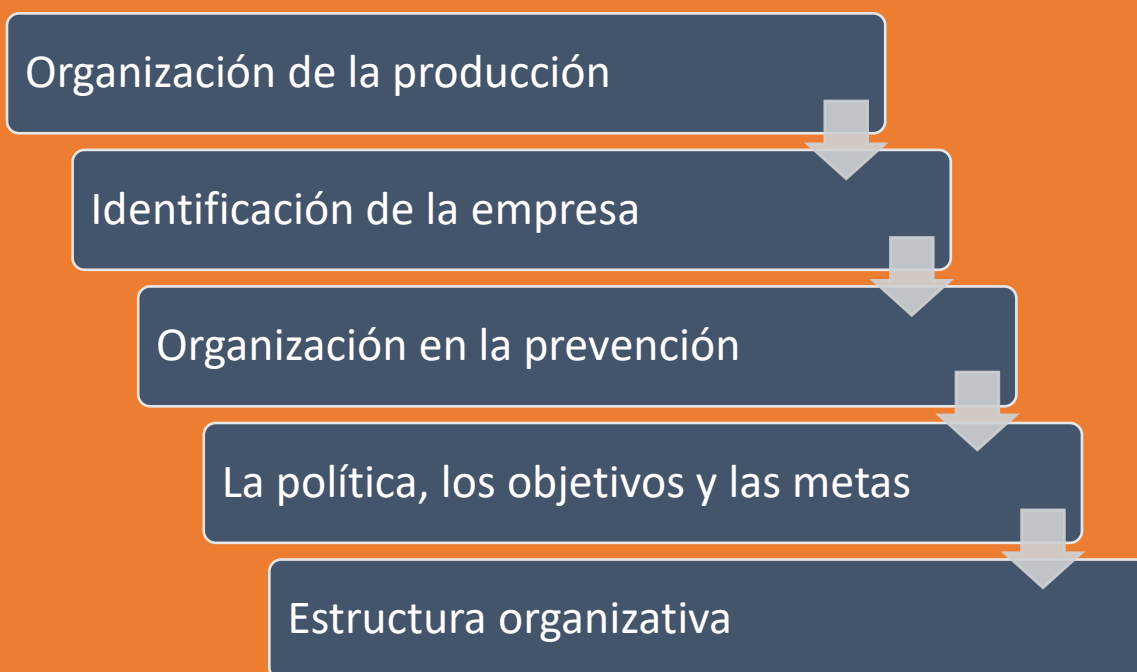 Organización de la producción
Identificación de la empresa
Organización en la prevención
La política, los objetivos y las metas
Estructura organizativa